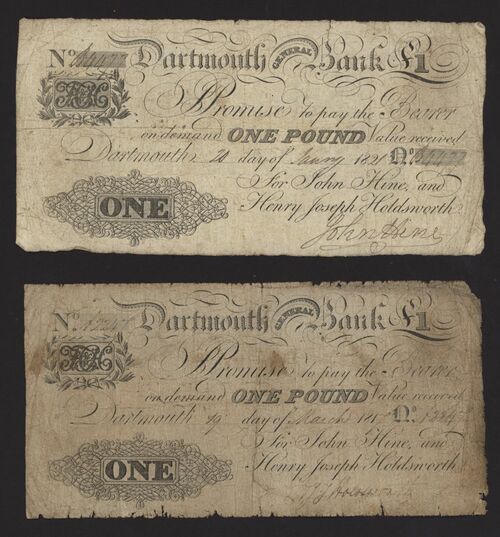 No.
Dartmouth GENERAL Bank £1
I Promise to pay the Bearer
on demand ONE POUND Value received
Dartmouth 20 day of 1821 No.
For John Hine, and
Henry Joseph Holdsworth
ONE
John Hine
No.
Dartmouth GENERAL Bank £1
I Promise to pay the Bearer
on demand ONE POUND Value received
Dartmouth 19 day of March No.
For John Hine, and
Henry Joseph Holdsworth
ONE